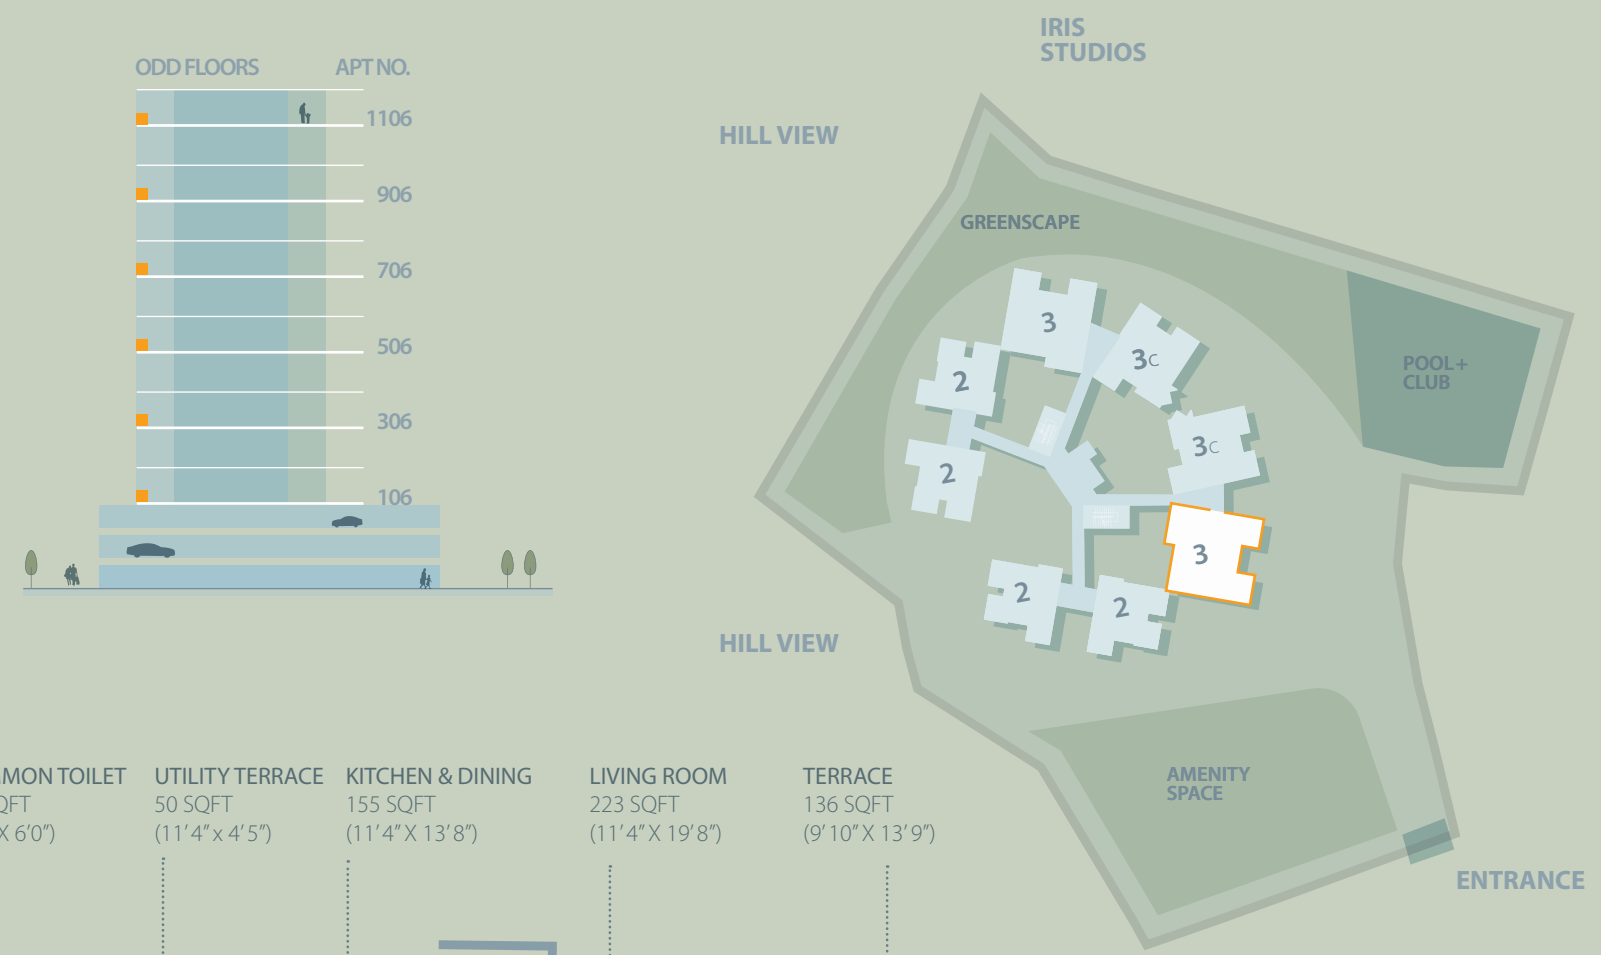 IRIS
STUDIOS
ODD FLOORS APT NO.
1106
HILL VIEW
906
GREENSCAPE
706
3
3C
506
POOL+
CLUB
2
306
3C
2
106
3
2
2
HILL VIEW
AMENITY
SPACE
ENTRANCE
MON TOILET
QFT
X 6'0")
UTILITY TERRACE
50 SQFT
(11'4" x 4'5")
KITCHEN & DINING
155 SQFT
(11'4" X 13'8")
LIVING ROOM
223 SQFT
(11'4" X 19'8")
TERRACE
136 SQFT
(9'10" X 13'9")